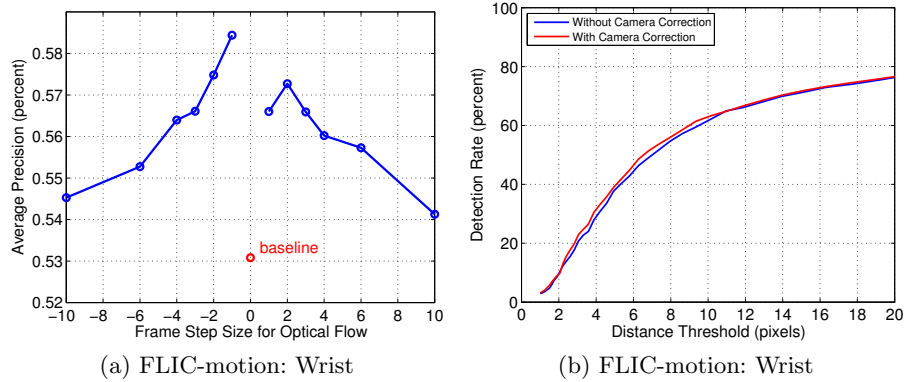 0.58
0.57
0.56
0.55
0.54
0.53
0.52
Average Precision (percent)
baseline
−10 −8 −6 −4 −2 0 2 4 6 8 10
Frame Step Size for Optical Flow
(a) FLIC-motion: Wrist
100
80
60
40
20
0
Detection Rate (percent)
Without Camera Correction
With Camera Correction
0 2 4 6 8 10 12 14 16 18 20
Distance Threshold (pixels)
(b) FLIC-motion: Wrist